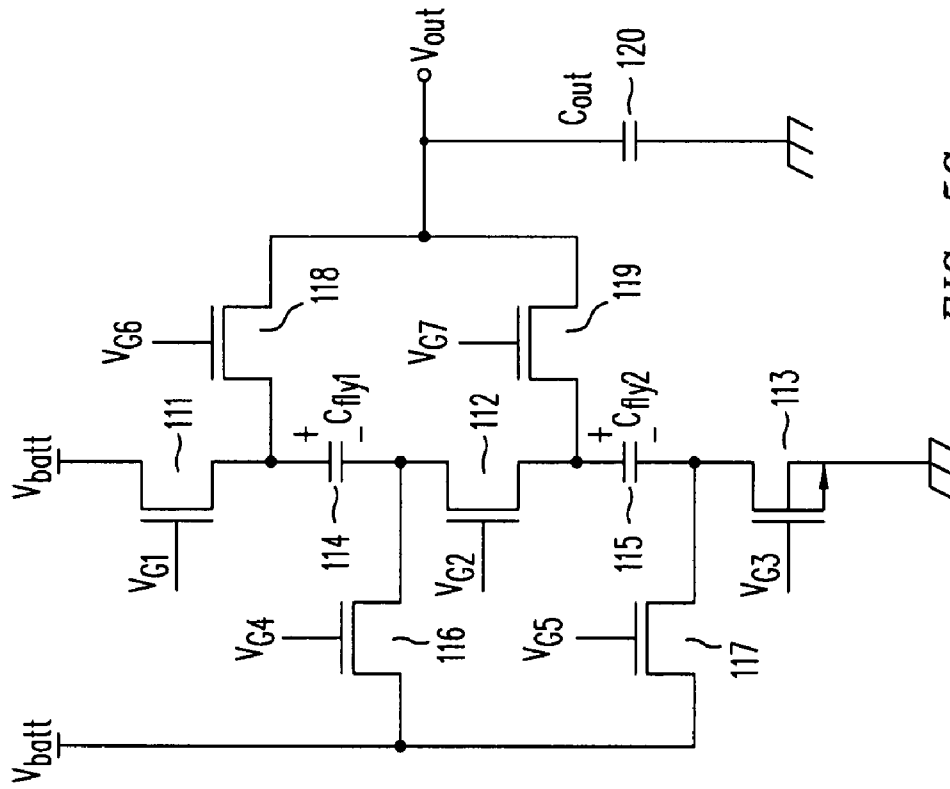 Vbatt
Vbatt
VG1
111
VG6
118
Vout
Cout
120
+
Cfly1
-
114
VG4
116
VG2
112
VG7
119
+
Cfly2
-
115
VG5
117
VG3
113